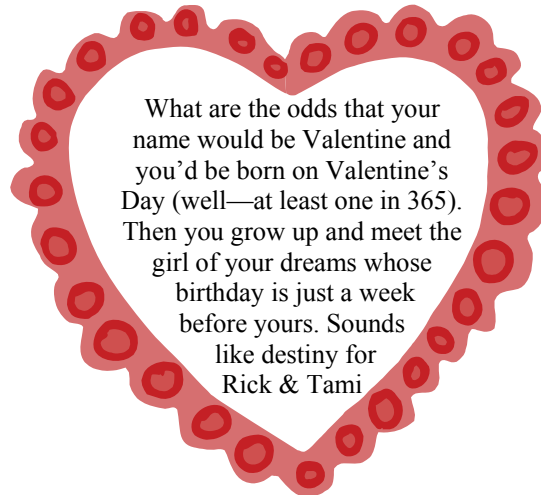 What are the odds that your
name would be Valentine and
you’d be born on Valentine’s
Day (well—at least one in 365).
Then you grow up and meet the
girl of your dreams whose
birthday is just a week
before yours. Sounds
like destiny for
Rick & Tami